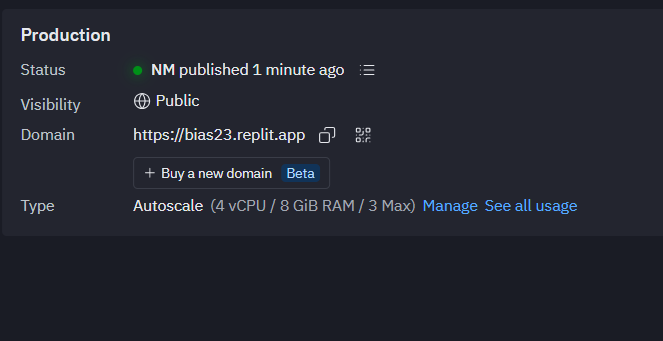 Production
Status NM published 1 minute ago
Visibility Public
Domain https://bias23.replit.app
+ Buy a new domain Beta
Type Autoscale (4 vCPU / 8 GiB RAM / 3 Max) Manage See all usage